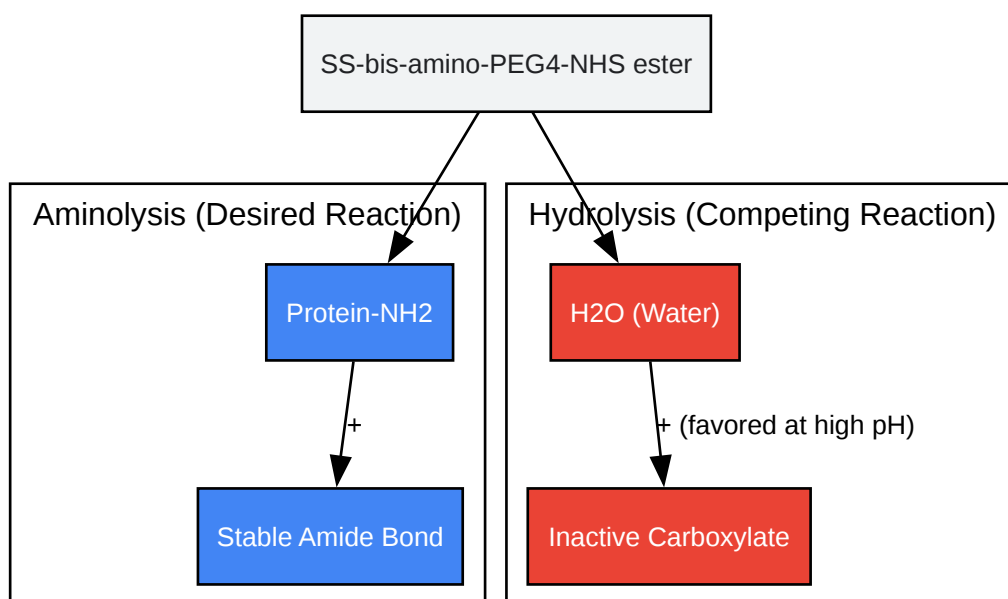 SS-bis-amino-PEG4-NHS ester
Aminolysis (Desired Reaction)
Hydrolysis (Competing Reaction)
Protein-NH2
H2O (Water)
+
+ (favored at high pH)
Stable Amide Bond
Inactive Carboxylate